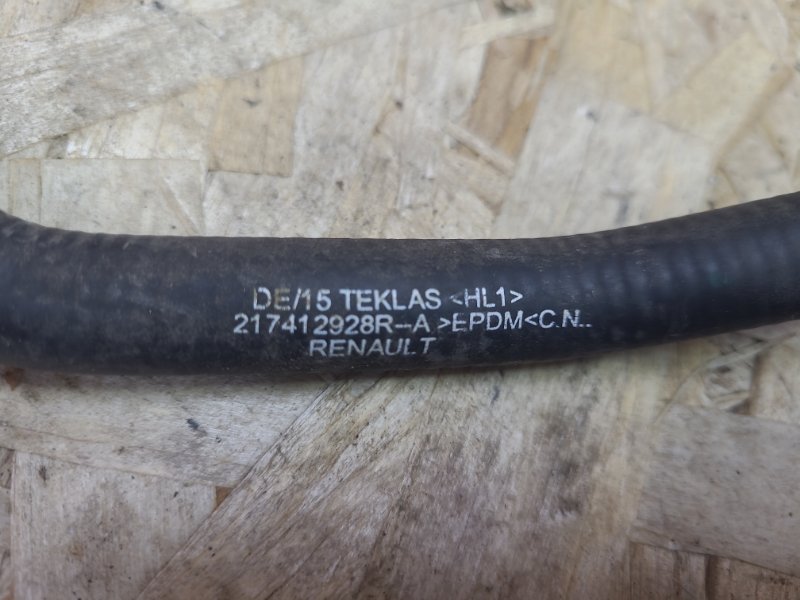 DE/15 TEKLAS <HL1>
217412928R--A >EPDM<C.N..
RENAULT